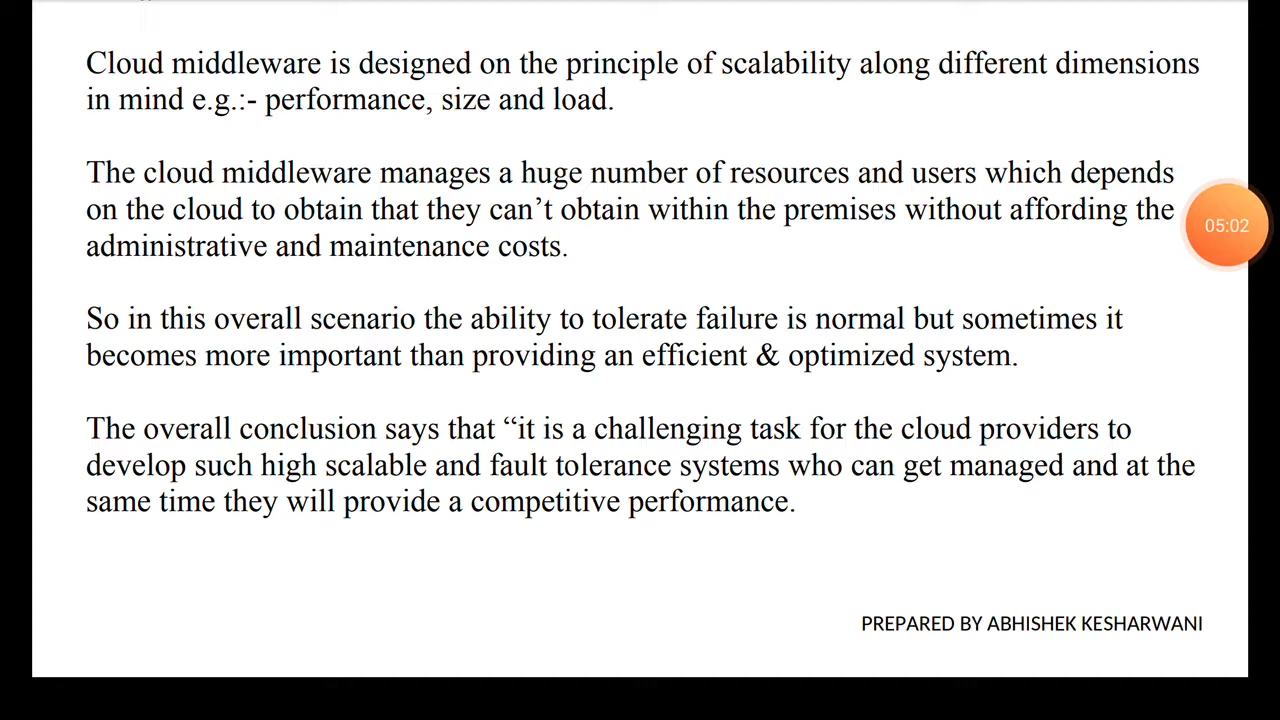 Cloud middleware is designed on the principle of scalability along different dimensions
in mind e.g.:- performance, size and load.
The cloud middleware manages a huge number of resources and users which depends
on the cloud to obtain that they can’t obtain within the premises without affording the
administrative and maintenance costs.
05:02
So in this overall scenario the ability to tolerate failure is normal but sometimes it
becomes more important than providing an efficient & optimized system.
The overall conclusion says that “it is a challenging task for the cloud providers to
develop such high scalable and fault tolerance systems who can get managed and at the
same time they will provide a competitive performance.
PREPARED BY ABHISHEK KESHARWANI